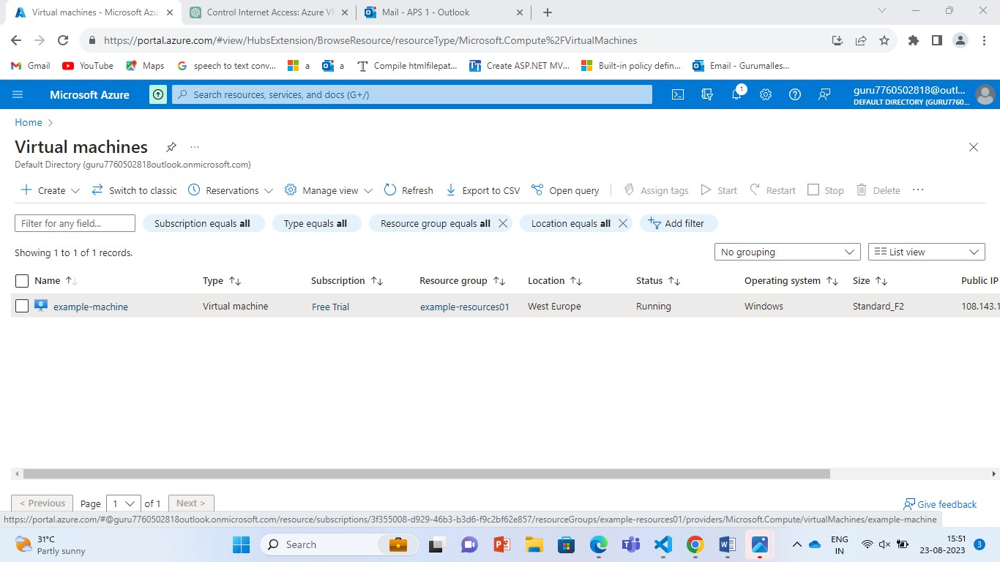 Virtual machines - Microsoft Azu
Control Internet Access: Azure VM
Mail - APS 1 - Outlook
https://portal.azure.com/#view/HubsExtension/BrowseResource/resourceType/Microsoft.Compute%2FVirtualMachines
Gmail YouTube Maps speech to text conv... a a Compile htmlfilepat... Create ASP.NET MV... Built-in policy defin... Email - Gurumalles...
Microsoft Azure
Search resources, services, and docs (G+/)
1
guru7760502818@outl...
DEFAULT DIRECTORY (GURU7760...
Home >
Virtual machines ...
Default Directory (guru7760502818outlook.onmicrosoft.com)
Create Switch to classic Reservations Manage view Refresh Export to CSV Open query Assign tags Start Restart Stop Delete ...
Filter for any field... Subscription equals all Type equals all Resource group equals all Location equals all Add filter
Showing 1 to 1 of 1 records.
No grouping List view
Name Type Subscription Resource group Location Status Operating system Size Public IP
example-machine Virtual machine Free Trial example-resources01 West Europe Running Windows Standard_F2 108.143.1
< Previous Page 1 of 1 Next >
Give feedback
https://portal.azure.com/#@guru7760502818outlook.onmicrosoft.com/resource/subscriptions/3f355008-d929-46b3-b3d6-f9c2bf62e857/resourceGroups/example-resources01/providers/Microsoft.Compute/virtualMachines/example-machine
31°C
Partly sunny
Search
ENG
IN
15:51
23-08-2023
3